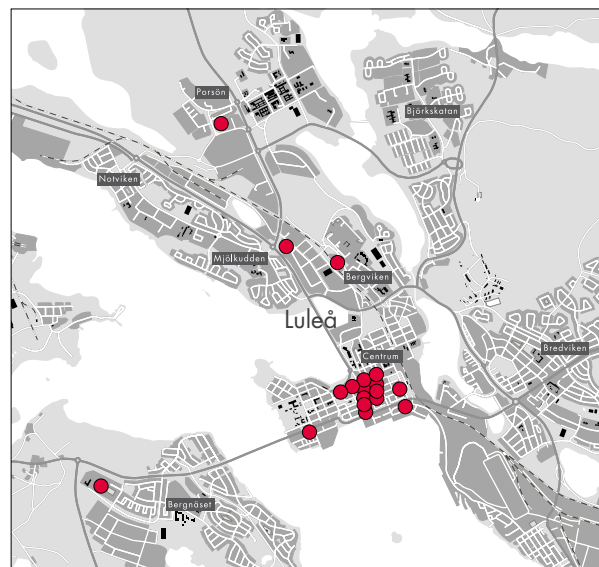 Porsön
Björkskatan
Notviken
Mjölkudden
Bergviken
Luleå
Centrum
Bredviken
Bergnäset